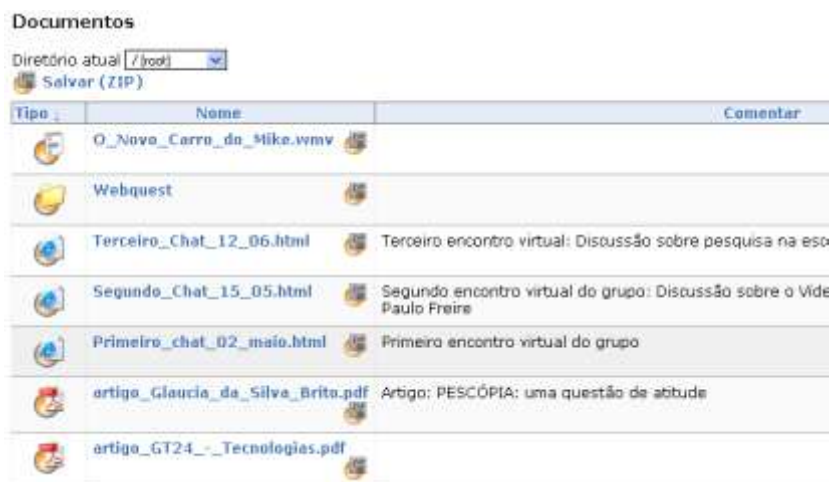 Documentos
Diretório atual / (root)
Salvar (ZIP)
Tipo Nome Comentar
O_Novo_Carro_do_Mike.wmv
Webquest
Terceiro_Chat_12_06.html Terceiro encontro virtual: Discussão sobre pesquisa na esc
Segundo_Chat_15_05.html Segundo encontro virtual do grupo: Discussão sobre o Víde
Paulo Freire
Primeiro_chat_02_maio.html Primeiro encontro virtual do grupo
artigo_Glaucia_da_Silva_Brito.pdf Artigo: PESCÓPIA: uma questão de atitude
artigo_GT24_-_Tecnologias.pdf